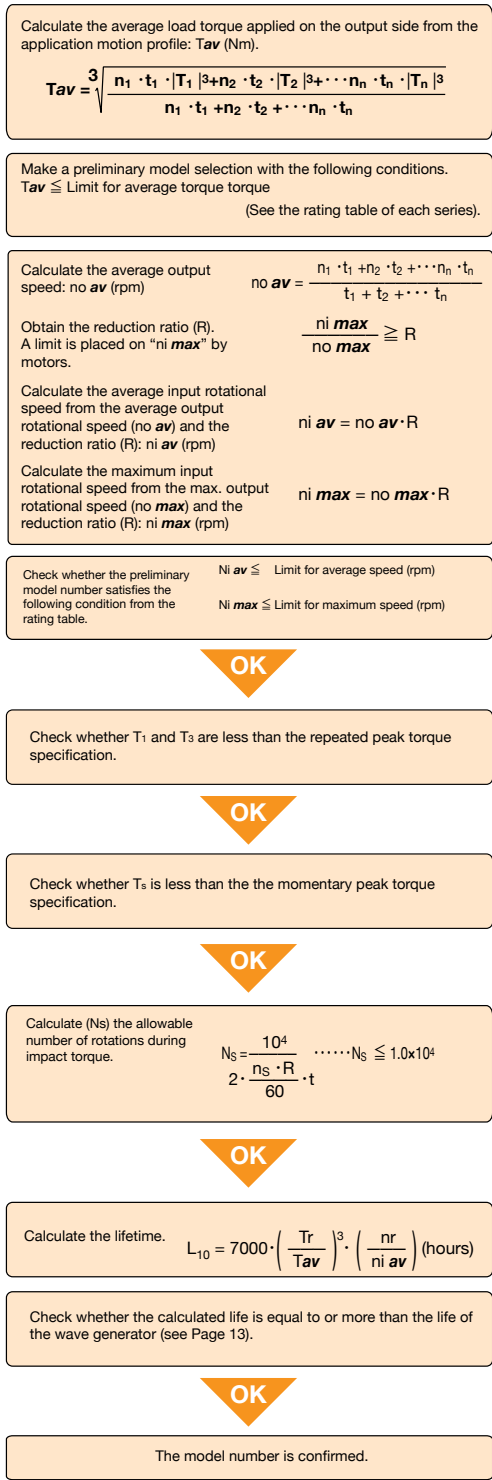 Calculate the average load torque applied on the output side from the
application motion profile: Tav (Nm).
Tav = ³√((n₁ · t₁ · |T₁|³+n₂ · t₂ · |T₂|³+···nₙ · tₙ · |Tₙ|³) / (n₁ · t₁ +n₂ · t₂ +···nₙ · tₙ))
Make a preliminary model selection with the following conditions.
Tav ≦ Limit for average torque torque
(See the rating table of each series).
Calculate the average output
speed: no av (rpm)
no av = (n₁ · t₁ +n₂ · t₂ +···nₙ · tₙ) / (t₁ + t₂ +··· tₙ)
Obtain the reduction ratio (R).
A limit is placed on “ni max” by
motors.
ni max / no max ≧ R
Calculate the average input rotational
speed from the average output
rotational speed (no av) and the
reduction ratio (R): ni av (rpm)
ni av = no av·R
Calculate the maximum input
rotational speed from the max. output
rotational speed (no max) and the
reduction ratio (R): ni max (rpm)
ni max = no max·R
Check whether the preliminary
model number satisfies the
following condition from the
rating table.
Ni av ≦ Limit for average speed (rpm)
Ni max ≦ Limit for maximum speed (rpm)
OK
Check whether T₁ and T₃ are less than the repeated peak torque
specification.
OK
Check whether Tₛ is less than the the momentary peak torque
specification.
OK
Calculate (Ns) the allowable
number of rotations during
impact torque.
N_S = 10⁴ / (2 · (n_S · R / 60) · t) ······N_S ≦ 1.0×10⁴
OK
Calculate the lifetime.
L₁₀ = 7000·(Tr / Tav)³ · (nr / ni av) (hours)
Check whether the calculated life is equal to or more than the life of
the wave generator (see Page 13).
OK
The model number is confirmed.